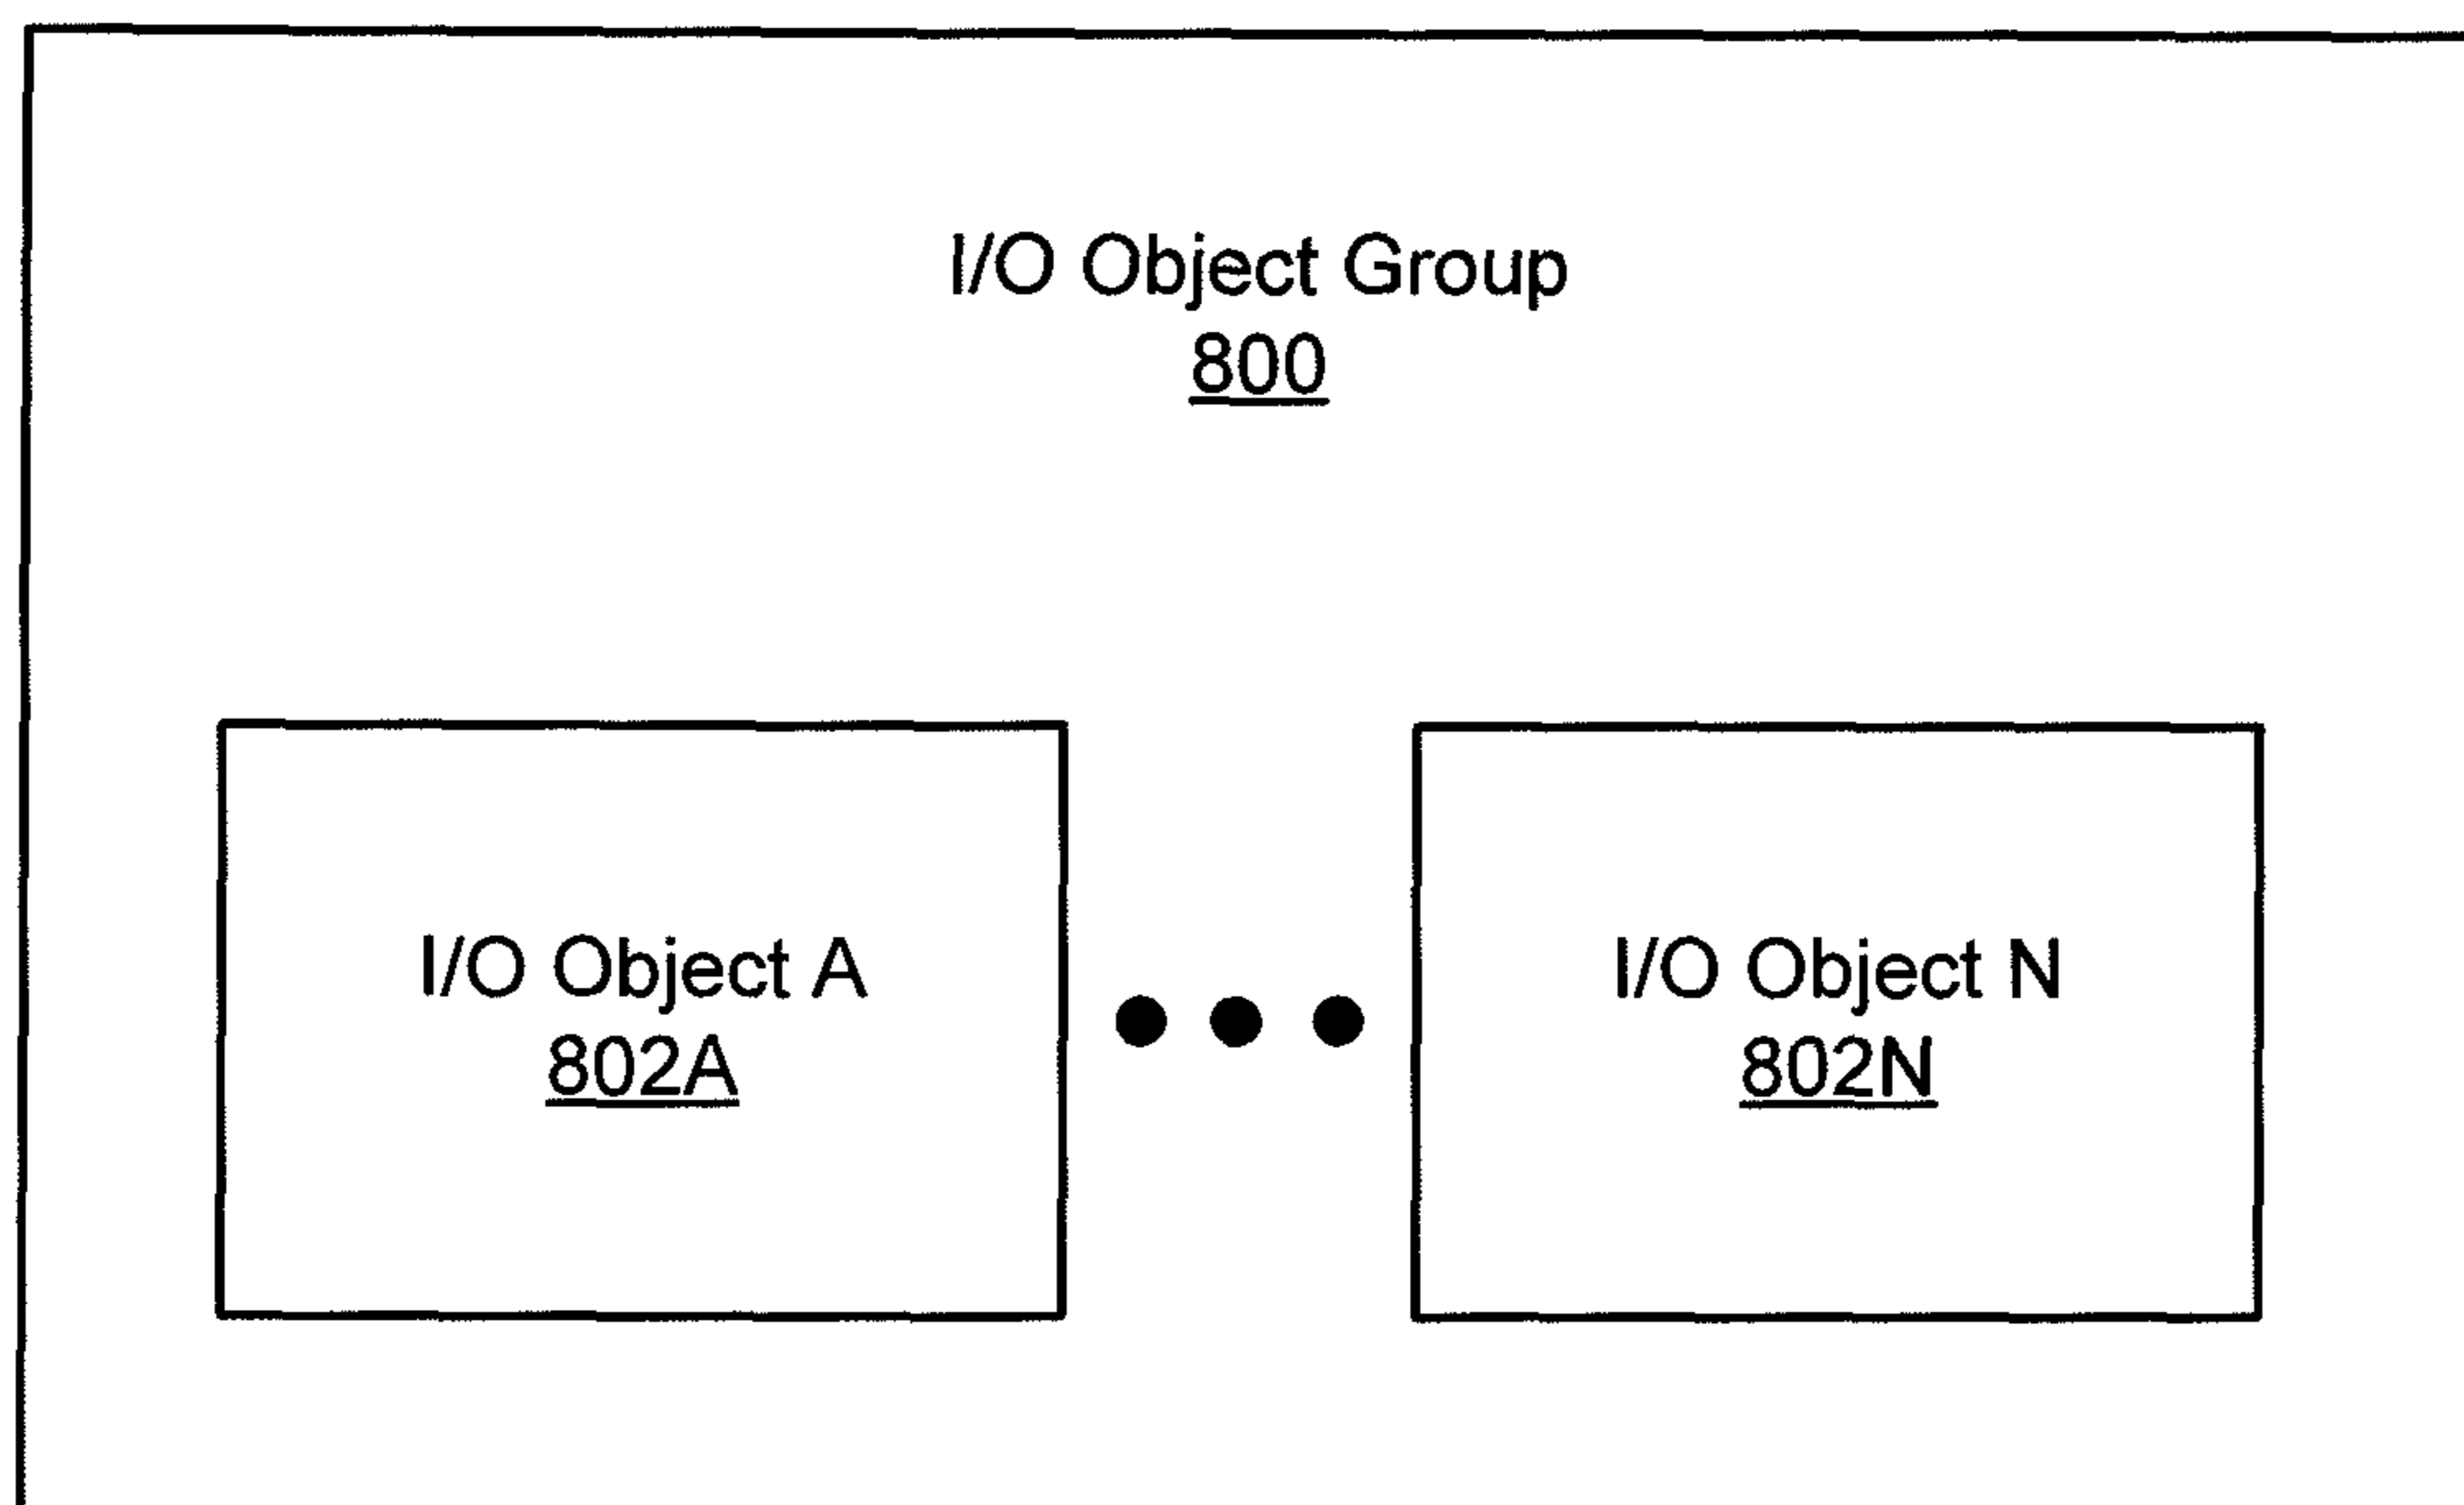 I/O Object Group
800
I/O Object A
802A
I/O Object N
802N